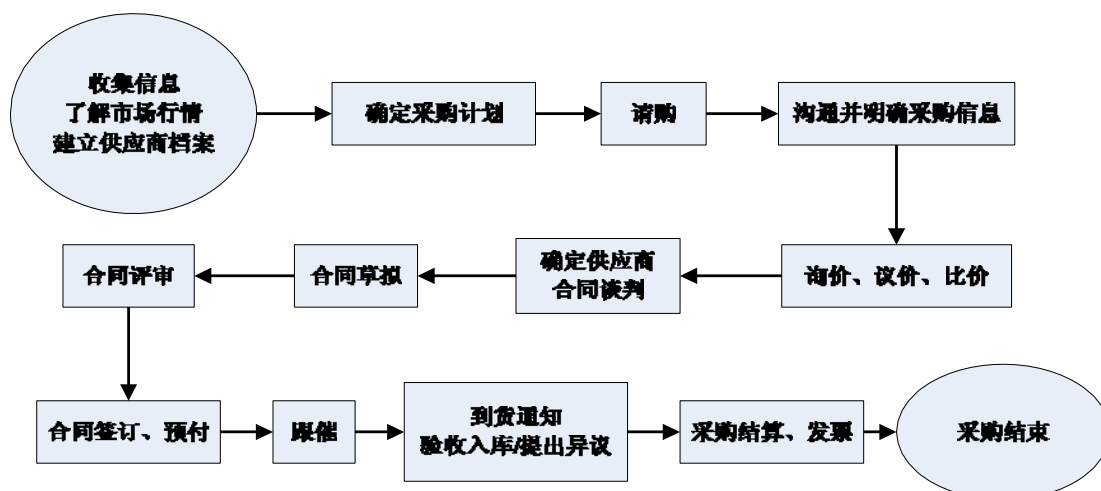 收集信息
了解市场行情
建立供应商档案
确定采购计划
请购
沟通并明确采购信息
询价、议价、比价
确定供应商
合同谈判
合同草拟
合同评审
合同签订、预付
跟催
到货通知
验收入库/提出异议
采购结算、发票
采购结束